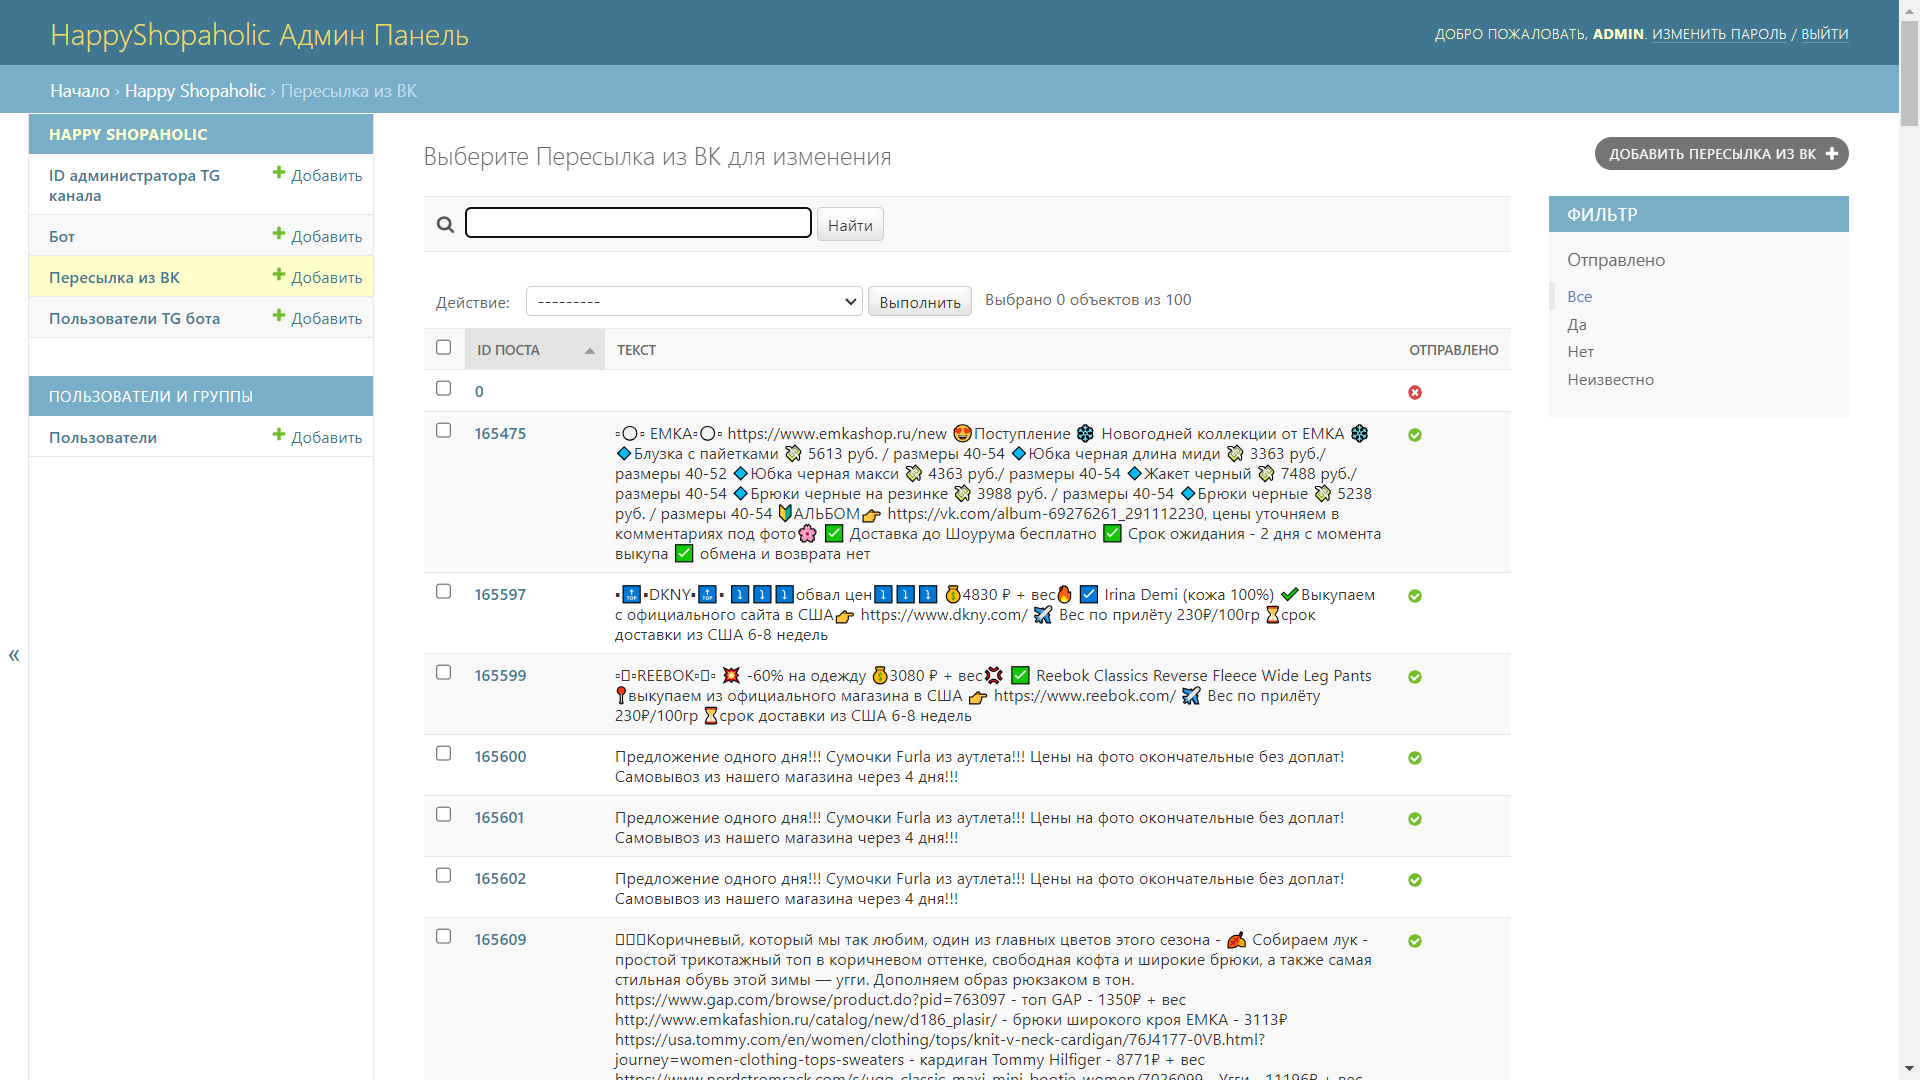 HappyShopaholic Админ Панель
ДОБРО ПОЖАЛОВАТЬ, ADMIN. ИЗМЕНИТЬ ПАРОЛЬ / ВЫЙТИ
Начало › Happy Shopaholic › Пересылка из ВК
HAPPY SHOPAHOLIC
ID администратора TG канала
Добавить
Бот
Добавить
Пересылка из ВК
Добавить
Пользователи TG бота
Добавить
ПОЛЬЗОВАТЕЛИ И ГРУППЫ
Пользователи
Добавить
«
Выберите Пересылка из ВК для изменения
ДОБАВИТЬ ПЕРЕСЫЛКА ИЗ ВК
Найти
Действие: --------- Выполнить Выбрано 0 объектов из 100
ID ПОСТА ТЕКСТ ОТПРАВЛЕНО
0
165475
▫️⚪▫️ EMKA▫️⚪▫️ https://www.emkashop.ru/new 🤩Поступление ❄️ Новогодней коллекции от EMKA ❄️
🔷Блузка с пайетками 💸 5613 руб. / размеры 40-54 🔷Юбка черная длина миди 💸 3363 руб./
размеры 40-52 🔷Юбка черная макси 💸 4363 руб./ размеры 40-54 🔷Жакет черный 💸 7488 руб./
размеры 40-54 🔷Брюки черные на резинке 💸 3988 руб. / размеры 40-54 🔷Брюки черные 💸 5238
руб. / размеры 40-54 🔰АЛЬБОМ👉 https://vk.com/album-69276261_291112230, цены уточняем в
комментариях под фото🌸 ✅ Доставка до Шоурума бесплатно ✅ Срок ожидания - 2 дня с момента
выкупа ✅ обмена и возврата нет
165597
▪️🔝▪️DKNY▪️🔝▪️ ⤵️⤵️⤵️обвал цен⤵️⤵️⤵️ 💰4830 ₽ + вес🔥 ☑️ Irina Demi (кожа 100%) ✔️Выкупаем
с официального сайта в США👉 https://www.dkny.com/ ✈️ Вес по прилёту 230₽/100гр ⏳срок
доставки из США 6-8 недель
165599
▫️▯▫️REEBOK▫️▯▫️ 💥 -60% на одежду 💰3080 ₽ + вес💢 ✅ Reebok Classics Reverse Fleece Wide Leg Pants
📍выкупаем из официального магазина в США 👉 https://www.reebok.com/ ✈️ Вес по прилёту
230₽/100гр ⏳срок доставки из США 6-8 недель
165600
Предложение одного дня!!! Сумочки Furla из аутлета!!! Цены на фото окончательные без доплат!
Самовывоз из нашего магазина через 4 дня!!!
165601
Предложение одного дня!!! Сумочки Furla из аутлета!!! Цены на фото окончательные без доплат!
Самовывоз из нашего магазина через 4 дня!!!
165602
Предложение одного дня!!! Сумочки Furla из аутлета!!! Цены на фото окончательные без доплат!
Самовывоз из нашего магазина через 4 дня!!!
165609
▯▯▯Коричневый, который мы так любим, один из главных цветов этого сезона - 🍂 Собираем лук -
простой трикотажный топ в коричневом оттенке, свободная кофта и широкие брюки, а также самая
стильная обувь этой зимы — угги. Дополняем образ рюкзаком в тон.
https://www.gap.com/browse/product.do?pid=763097 - топ GAP - 1350₽ + вес
http://www.emkafashion.ru/catalog/new/d186_plasir/ - брюки широкого кроя EMKA - 3113₽
https://usa.tommy.com/en/women/clothing/tops/knit-v-neck-cardigan/76J4177-0VB.html?
journey=women-clothing-tops-sweaters - кардиган Tommy Hilfiger - 8771₽ + вес
https://www.nordstromrack.com/s/ugg-classic-maxi-mini-bootie-women/7026099 - Угги - 11196₽ + вес
ФИЛЬТР
Отправлено
Все
Да
Нет
Неизвестно